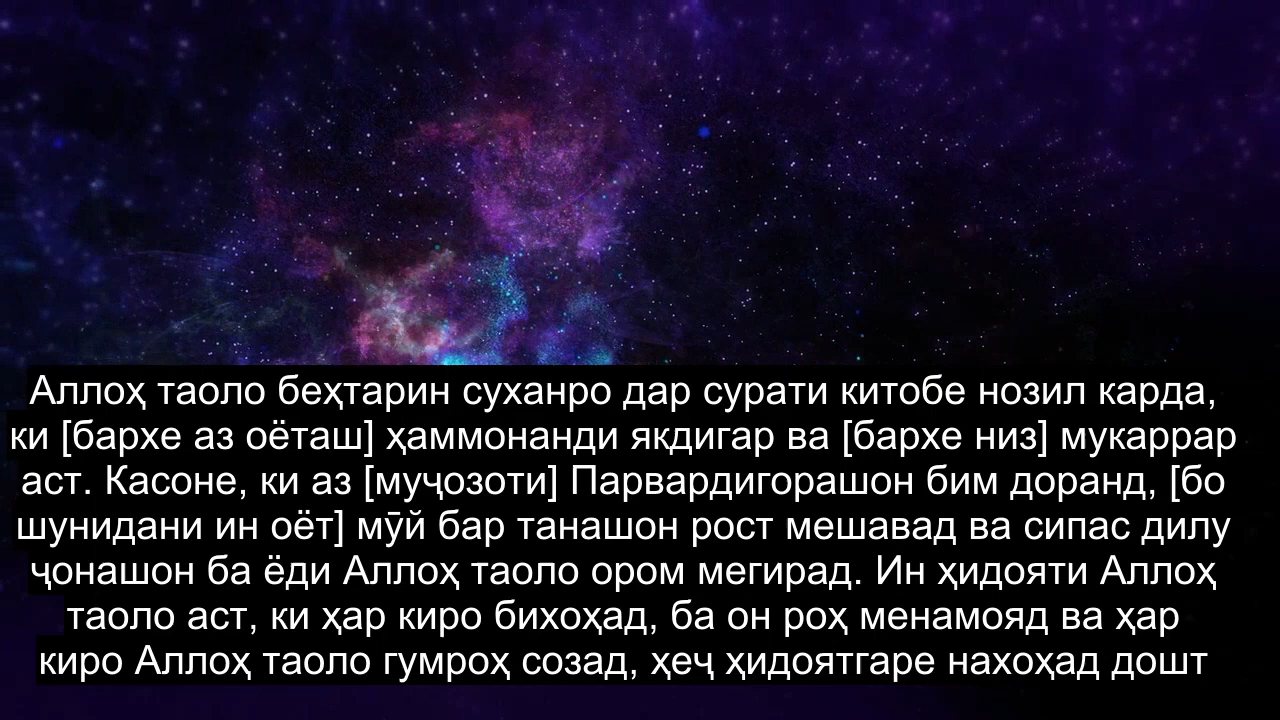 Аллоҳ таоло беҳтарин суханро дар сурати китобе нозил карда,
ки [бархе аз оёташ] ҳаммонанди якдигар ва [бархе низ] мукаррар
аст. Касоне, ки аз [муҷозоти] Парвардигорашон бим доранд, [бо
шунидани ин оёт] мӯй бар танашон рост мешавад ва сипас дилу
ҷонашон ба ёди Аллоҳ таоло ором мегирад. Ин ҳидояти Аллоҳ
таоло аст, ки ҳар киро бихоҳад, ба он роҳ менамояд ва ҳар
киро Аллоҳ таоло гумроҳ созад, ҳеҷ ҳидоятгаре нахоҳад дошт